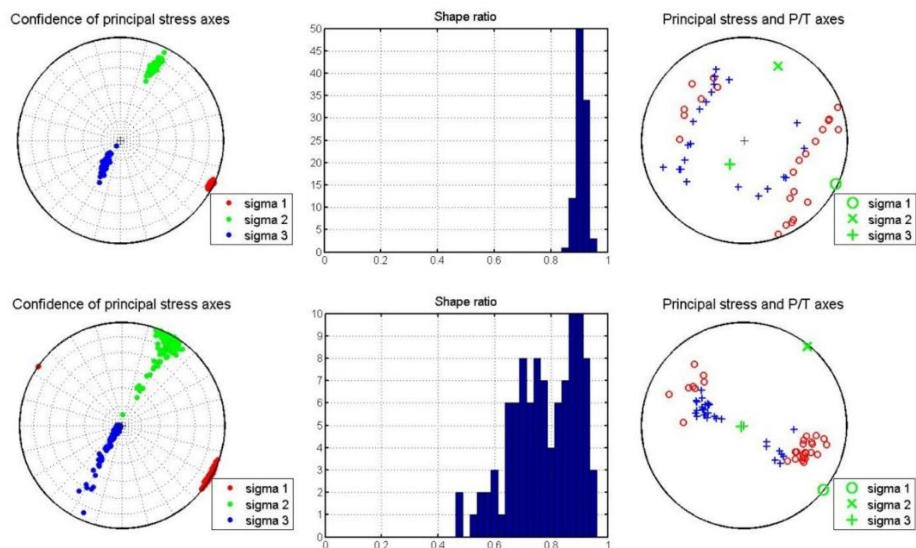 Confidence of principal stress axes
Shape ratio
Principal stress and P/T axes
50
45
40
35
30
25
20
15
10
5
0
0 0.2 0.4 0.6 0.8 1
sigma 1
sigma 2
sigma 3
sigma 1
sigma 2
sigma 3
Confidence of principal stress axes
Shape ratio
Principal stress and P/T axes
10
9
8
7
6
5
4
3
2
1
0
0 0.2 0.4 0.6 0.8 1
sigma 1
sigma 2
sigma 3
sigma 1
sigma 2
sigma 3